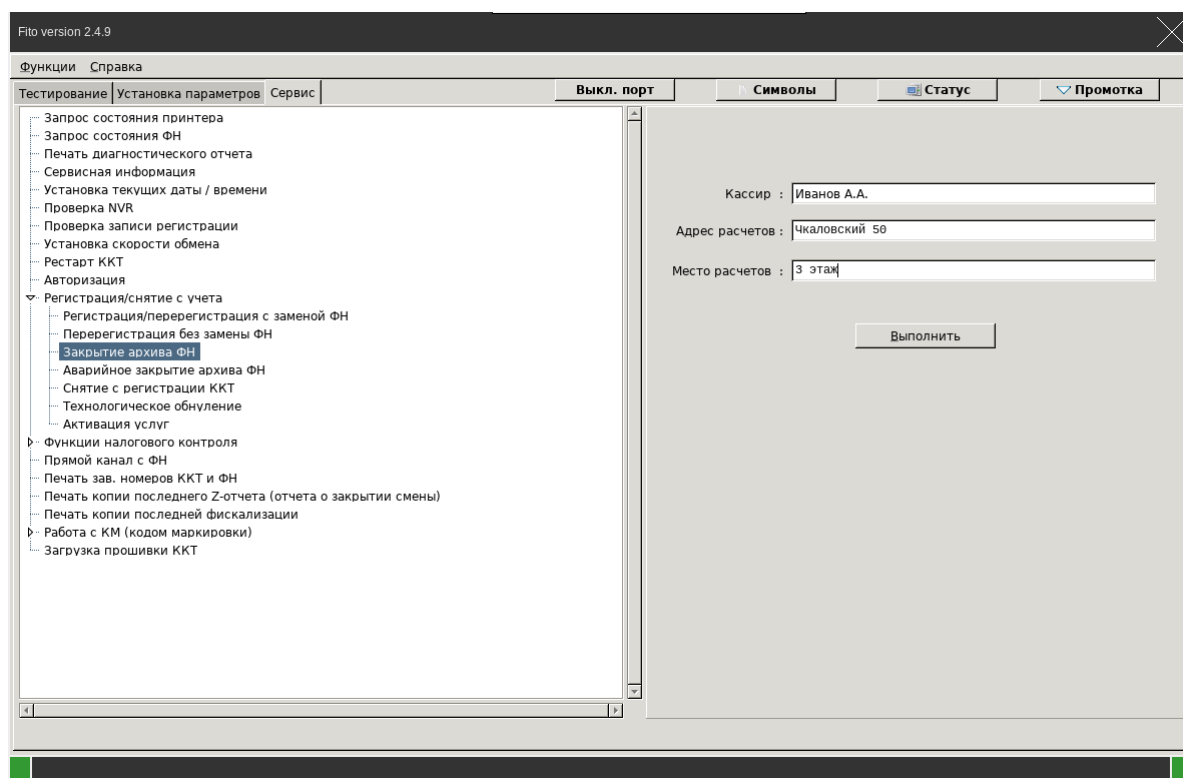 Fito version 2.4.9
Функции Справка
Тестирование Установка параметров Сервис Выкл. порт Символы Статус Промотка
Запрос состояния принтера
Запрос состояния ФН
Печать диагностического отчета
Сервисная информация
Установка текущих даты / времени
Проверка NVR
Проверка записи регистрации
Установка скорости обмена
Рестарт ККТ
Авторизация
Регистрация/снятие с учета
Регистрация/перерегистрация с заменой ФН
Перерегистрация без замены ФН
Закрытие архива ФН
Аварийное закрытие архива ФН
Снятие с регистрации ККТ
Технологическое обнуление
Активация услуг
Функции налогового контроля
Прямой канал с ФН
Печать зав. номеров ККТ и ФН
Печать копии последнего Z-отчета (отчета о закрытии смены)
Печать копии последней фискализации
Работа с КМ (кодом маркировки)
Загрузка прошивки ККТ
Кассир : Иванов А.А.
Адрес расчетов : Чкаловский 50
Место расчетов : 3 этаж
Выполнить